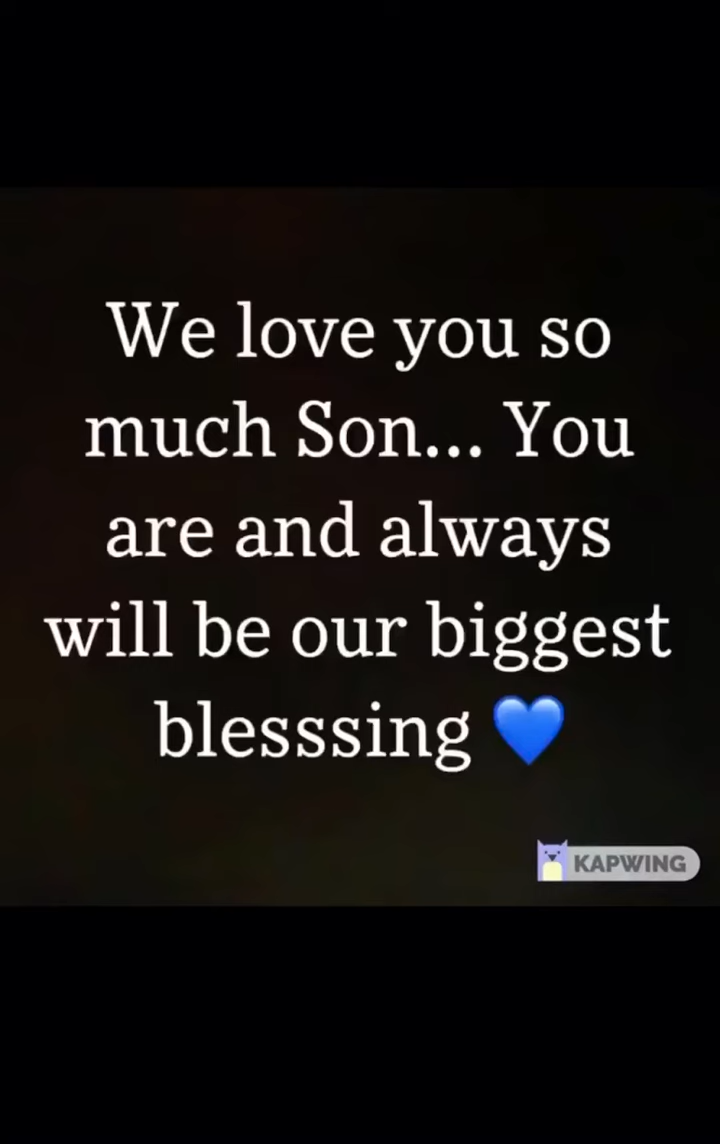 We love you so
much Son... You
are and always
will be our biggest
blesssing 💙
KAPWING